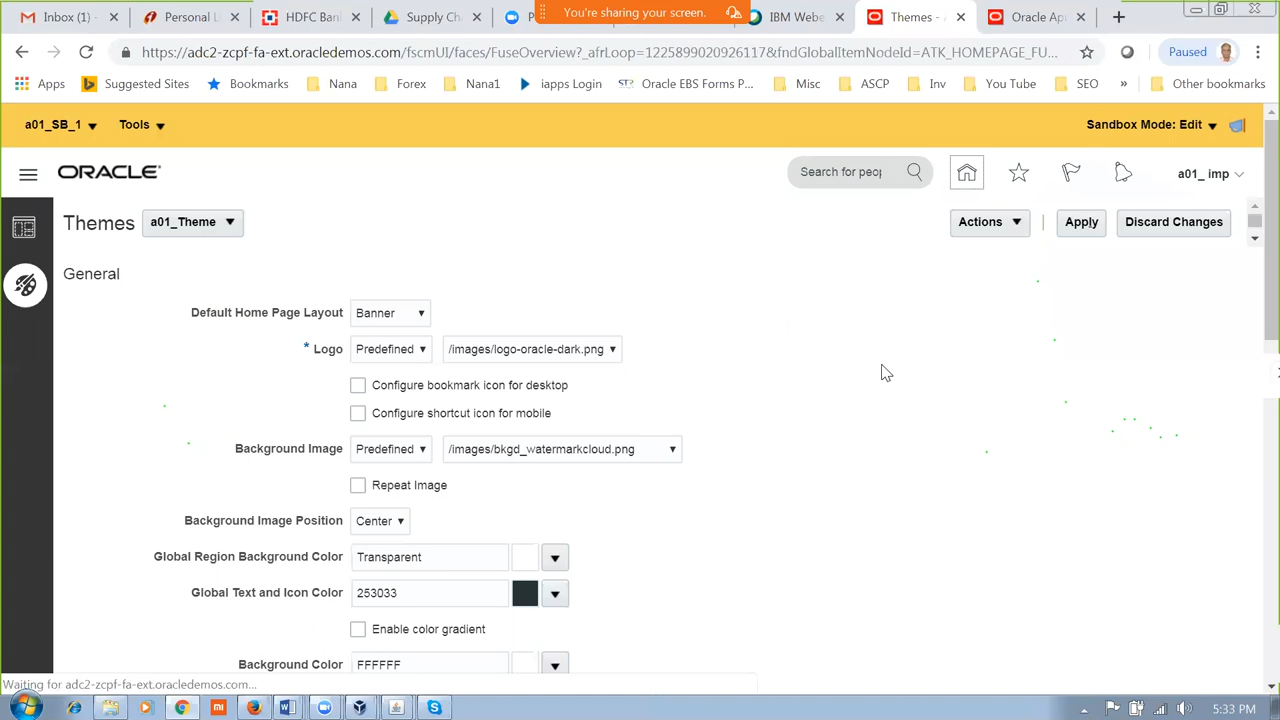 Inbox (1)
Personal L
HDFC Ban
Supply Ch
P
You're sharing your screen.
IBM Webe
Themes -
Oracle Ap
https://adc2-zcpf-fa-ext.oracledemos.com/fscmUI/faces/FuseOverview?_afrLoop=1225899020926117&fndGlobalItemNodeId=ATK_HOMEPAGE_FU...
Paused
Apps
Suggested Sites
Bookmarks
Nana
Forex
Nana1
iapps Login
Oracle EBS Forms P...
Misc
ASCP
Inv
You Tube
SEO
»
Other bookmarks
a01_SB_1
Tools
Sandbox Mode: Edit
ORACLE
Search for peop
a01_ imp
Themes
a01_Theme
Actions
Apply
Discard Changes
General
Default Home Page Layout
Banner
* Logo
Predefined
/images/logo-oracle-dark.png
Configure bookmark icon for desktop
Configure shortcut icon for mobile
Background Image
Predefined
/images/bkgd_watermarkcloud.png
Repeat Image
Background Image Position
Center
Global Region Background Color
Transparent
Global Text and Icon Color
253033
Enable color gradient
Background Color
FFFFFF
Waiting for adc2-zcpf-fa-ext.oracledemos.com...
5:33 PM